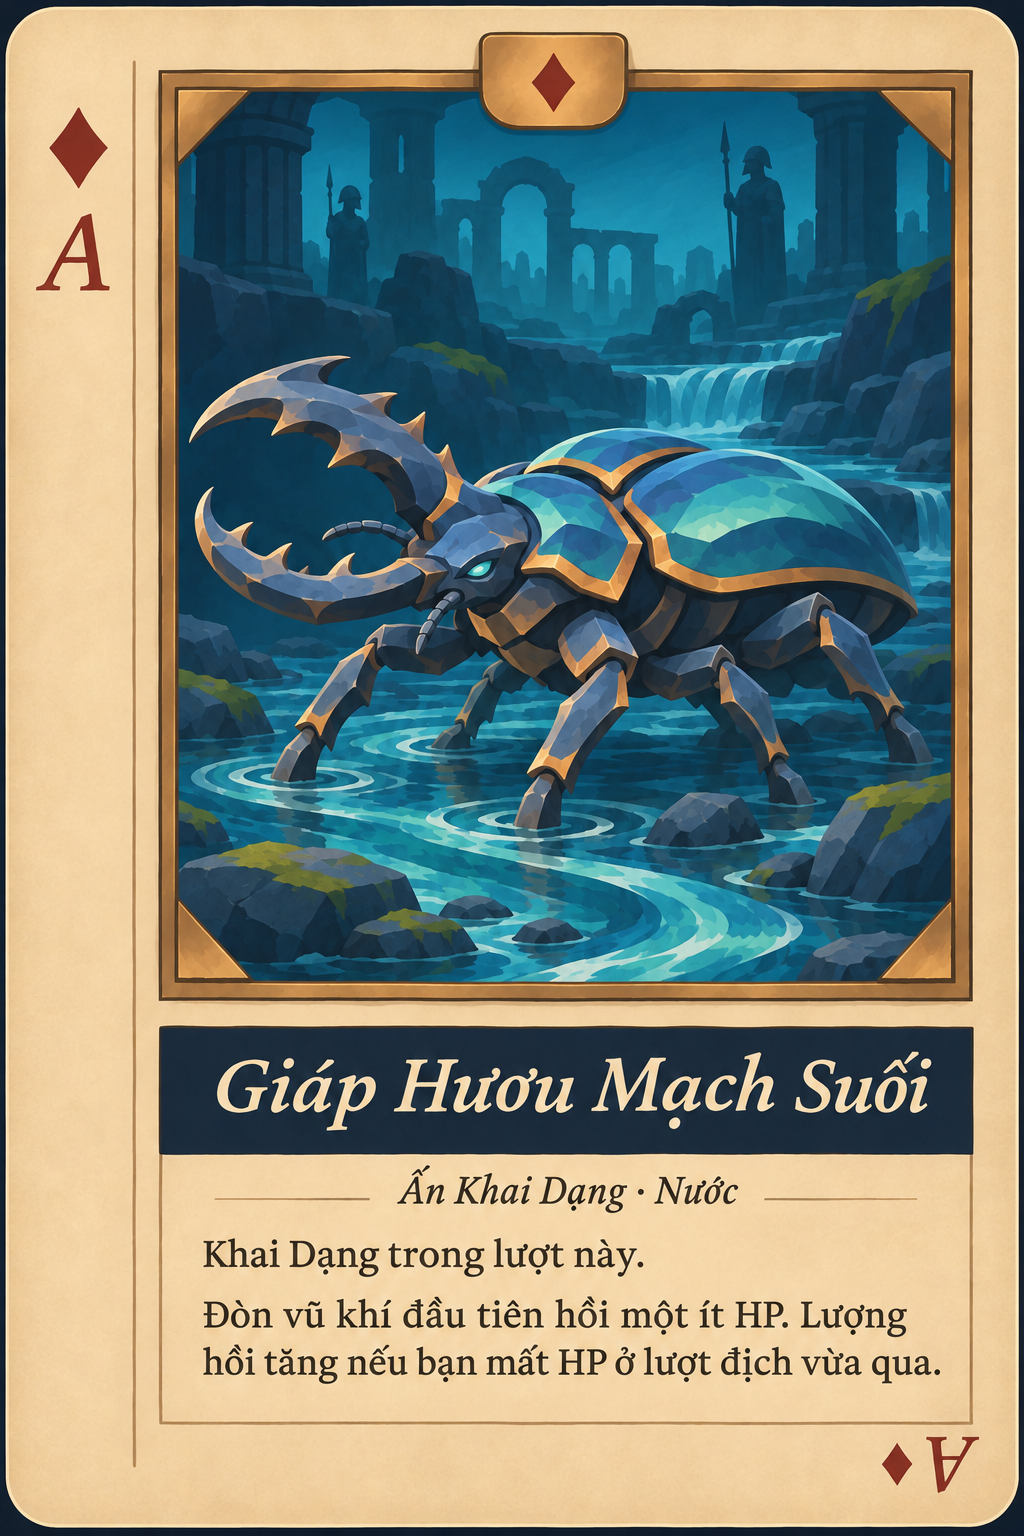 A
Giáp Hươu Mạch Suối
Ấn Khai Dạng · Nước
Khai Dạng trong lượt này.
Đòn vũ khí đầu tiên hồi một ít HP. Lượng
hồi tăng nếu bạn mất HP ở lượt địch vừa qua.
A